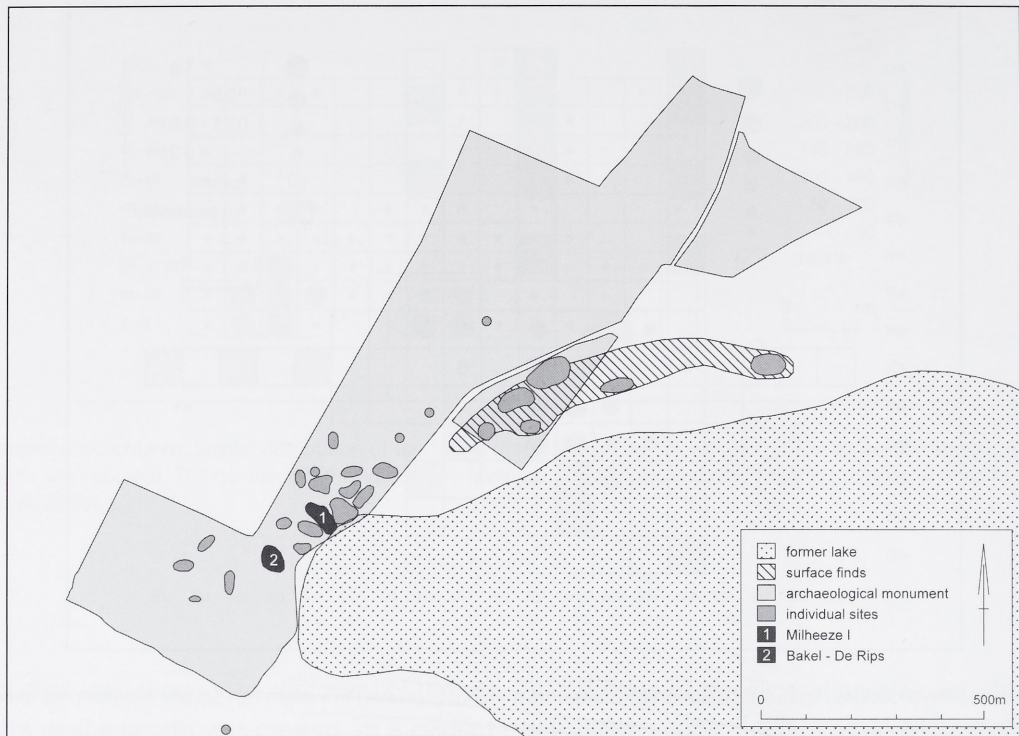 1
2
former lake
surface finds
archaeological monument
individual sites
1 Milheeze I
2 Bakel - De Rips
0 500m